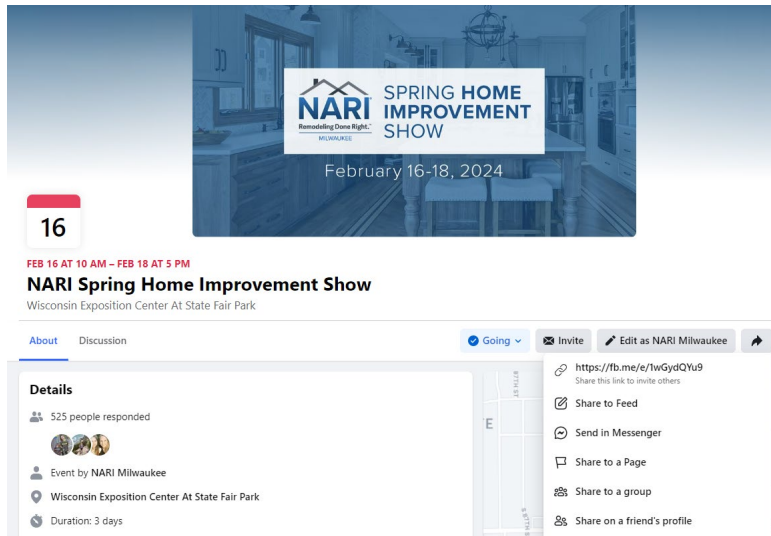 NARI
Remodeling Done Right.™
MILWAUKEE
SPRING HOME
IMPROVEMENT
SHOW
February 16-18, 2024
16
FEB 16 AT 10 AM – FEB 18 AT 5 PM
NARI Spring Home Improvement Show
Wisconsin Exposition Center At State Fair Park
About Discussion Going Invite Edit as NARI Milwaukee
https://fb.me/e/1wGydQYu9
Share this link to invite others
Share to Feed
Send in Messenger
Share to a Page
Share to a group
Share on a friend's profile
Details
525 people responded
Event by NARI Milwaukee
Wisconsin Exposition Center At State Fair Park
Duration: 3 days
E